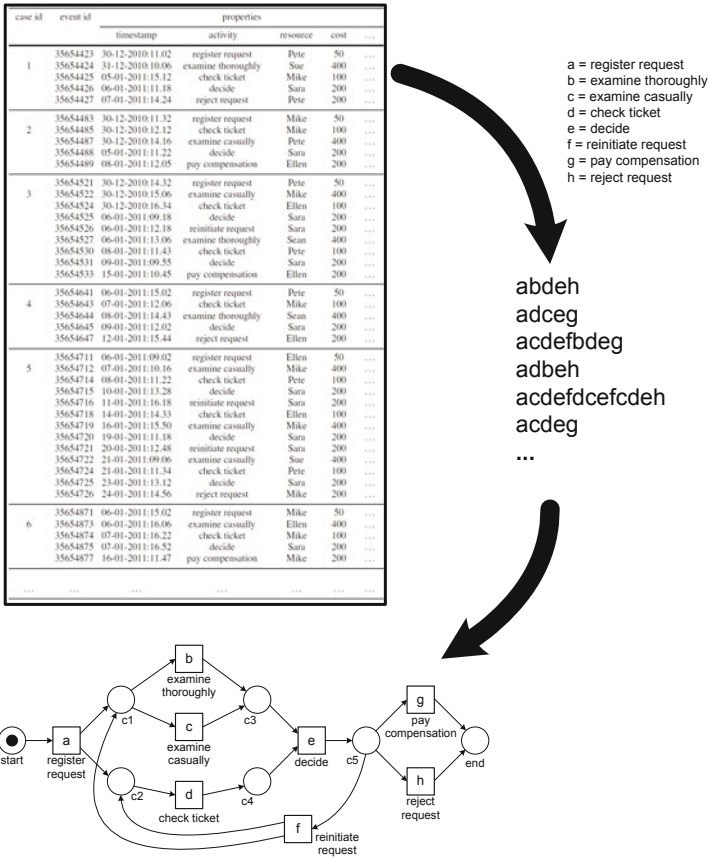 case id event id properties
timestamp activity resource cost ...
35654423 30-12-2010:11.02 register request Pete 50 ...
1 35654424 31-12-2010:10.06 examine thoroughly Sue 400 ...
35654425 05-01-2011:15.12 check ticket Mike 100 ...
35654426 06-01-2011:11.18 decide Sara 200 ...
35654427 07-01-2011:14.24 reject request Pete 200 ...
35654483 30-12-2010:11.32 register request Mike 50 ...
2 35654485 30-12-2010:12.12 check ticket Mike 100 ...
35654487 30-12-2010:14.16 examine casually Pete 400 ...
35654488 05-01-2011:11.22 decide Sara 200 ...
35654489 08-01-2011:12.05 pay compensation Ellen 200 ...
35654521 30-12-2010:14.32 register request Pete 50 ...
3 35654522 30-12-2010:15.06 examine casually Mike 400 ...
35654524 30-12-2010:16.34 check ticket Ellen 100 ...
35654525 06-01-2011:09.18 decide Sara 200 ...
35654526 06-01-2011:12.18 reinitiate request Sara 200 ...
35654527 06-01-2011:13.06 examine thoroughly Sean 400 ...
35654530 08-01-2011:11.43 check ticket Pete 100 ...
35654531 09-01-2011:09.55 decide Sara 200 ...
35654533 15-01-2011:10.45 pay compensation Ellen 200 ...
35654641 06-01-2011:15.02 register request Pete 50 ...
4 35654643 07-01-2011:12.06 check ticket Mike 100 ...
35654644 08-01-2011:14.43 examine thoroughly Sean 400 ...
35654645 09-01-2011:12.02 decide Sara 200 ...
35654647 12-01-2011:15.44 reject request Ellen 200 ...
35654711 06-01-2011:09.02 register request Ellen 50 ...
5 35654712 07-01-2011:10.16 examine casually Mike 400 ...
35654714 08-01-2011:11.22 check ticket Pete 100 ...
35654715 10-01-2011:13.28 decide Sara 200 ...
35654716 11-01-2011:16.18 reinitiate request Sara 200 ...
35654718 14-01-2011:14.33 check ticket Ellen 100 ...
35654719 16-01-2011:15.50 examine casually Mike 400 ...
35654720 19-01-2011:11.18 decide Sara 200 ...
35654721 20-01-2011:12.48 reinitiate request Sara 200 ...
35654722 21-01-2011:09.06 examine casually Sue 400 ...
35654724 21-01-2011:11.34 check ticket Pete 100 ...
35654725 23-01-2011:13.12 decide Sara 200 ...
35654726 24-01-2011:14.56 reject request Mike 200 ...
35654871 06-01-2011:15.02 register request Mike 50 ...
6 35654873 06-01-2011:16.06 examine casually Ellen 400 ...
35654874 07-01-2011:16.22 check ticket Mike 100 ...
35654875 07-01-2011:16.52 decide Sara 200 ...
35654877 16-01-2011:11.47 pay compensation Mike 200 ...
... ... ... ... ... ... ...
a = register request
b = examine thoroughly
c = examine casually
d = check ticket
e = decide
f = reinitiate request
g = pay compensation
h = reject request
abdeh
adceg
acdefbdeg
adbeh
acdefdcefcdeh
acdeg
...
start
a
register
request
c1
c2
b
examine
thoroughly
c
examine
casually
d
check ticket
c3
c4
e
decide
c5
f
reinitiate
request
g
pay
compensation
h
reject
request
end